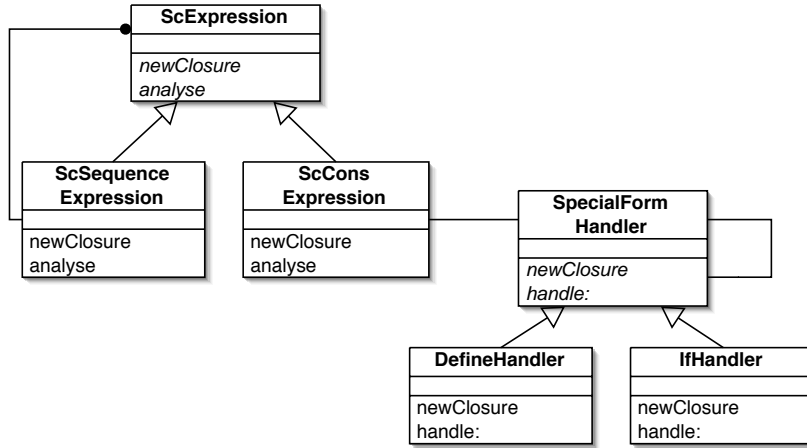 ScExpression
newClosure
analyse
ScSequence
Expression
newClosure
analyse
ScCons
Expression
newClosure
analyse
SpecialForm
Handler
newClosure
handle:
DefineHandler
newClosure
handle:
IfHandler
newClosure
handle: